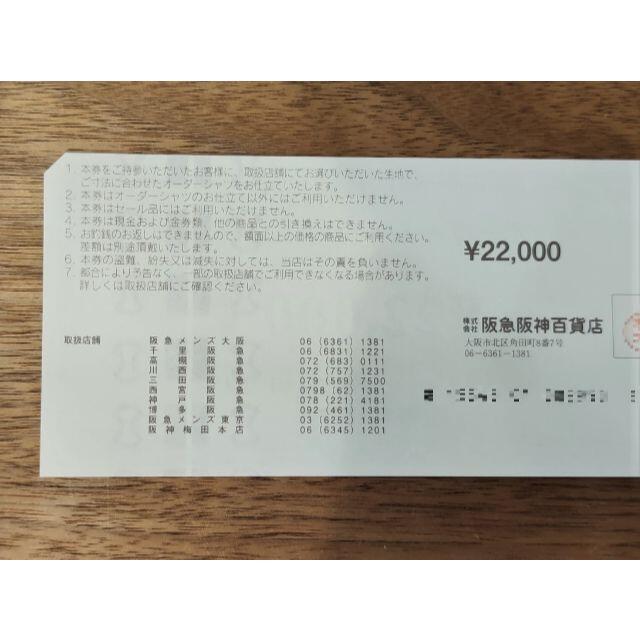 1. 本券をご持参いただいたお客様に、取扱店舗にてお選びいただいた生地で、
ご寸法に合わせたオーダーシャツをお仕立ていたします。
2. 本券はオーダーシャツのお仕立て以外にはご利用いただけません。
3. 本券はセール品にはご利用いただけません。
4. 本券は現金および金券類、他の商品との引き換えはできません。
5. お釣銭のお返しはできませんので、額面以上の価格の商品にご利用ください。
差額は別途頂戴いたします。
6. 本券の盗難、紛失又は滅失に対しては、当店はその責を負いません。
7. 都合により予告なく、一部の取扱店舗でご利用できなくなる場合があります。
詳しくは取扱店舗にご確認ください。
¥22,000
株式会社 阪急阪神百貨店
大阪市北区角田町8番7号
06-6361-1381
取扱店舗 阪急メンズ大阪 06 (6361) 1381
千里阪急 06 (6831) 1221
高槻阪急 072 (683) 0111
川西阪急 072 (757) 1231
三田阪急 079 (569) 7500
西宮阪急 0798 (62) 1381
神戸阪急 078 (221) 4181
博多阪急 092 (461) 1381
阪急メンズ東京 03 (6252) 1381
阪神梅田本店 06 (6345) 1201